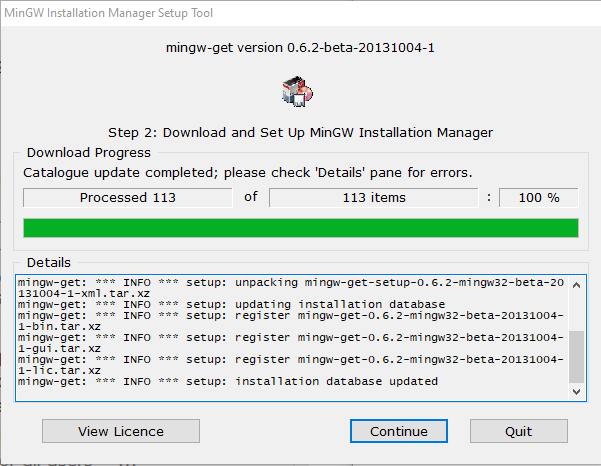 MinGW Installation Manager Setup Tool
mingw-get version 0.6.2-beta-20131004-1
Step 2: Download and Set Up MinGW Installation Manager
Download Progress
Catalogue update completed; please check 'Details' pane for errors.
Processed 113 of 113 items : 100 %
Details
mingw-get: *** INFO *** setup: unpacking mingw-get-setup-0.6.2-mingw32-beta-20
131004-1-xml.tar.xz
mingw-get: *** INFO *** setup: updating installation database
mingw-get: *** INFO *** setup: register mingw-get-0.6.2-mingw32-beta-20131004-
1-bin.tar.xz
mingw-get: *** INFO *** setup: register mingw-get-0.6.2-mingw32-beta-20131004-
1-gui.tar.xz
mingw-get: *** INFO *** setup: register mingw-get-0.6.2-mingw32-beta-20131004-
1-lic.tar.xz
mingw-get: *** INFO *** setup: installation database updated
View Licence Continue Quit